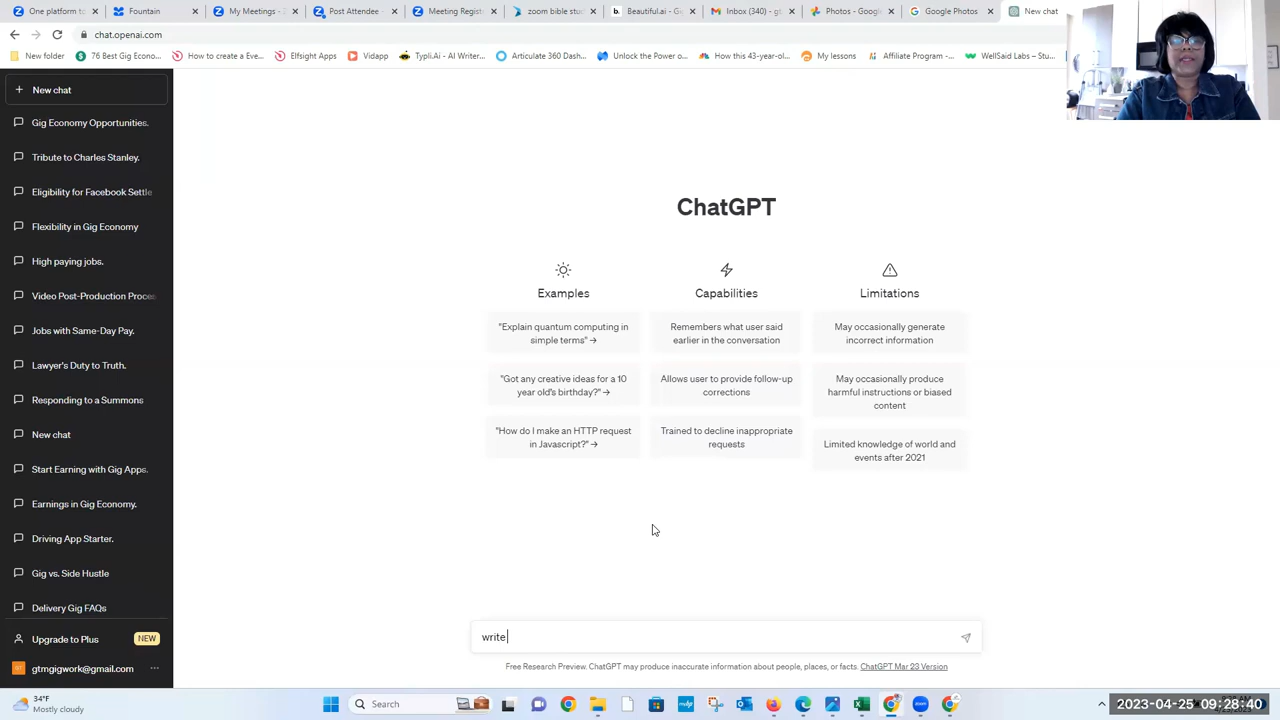 One platform to
Fountain
My Meetings -
Post Attendee -
Meeting Regist
zoom bible stu
Beautiful.ai - G
Inbox (340) - gt
Photos - Goog
Google Photos
New chat
chat.openai.com
New folder
76 Best Gig Econo...
How to create a Eve...
Elfsight Apps
Vidapp
Typli.Ai - AI Writer...
Articulate 360 Dash...
Unlock the Power o...
How this 43-year-ol...
My lessons
Affiliate Program -...
WellSaid Labs – Stu...
New chat
Gig Economy Opportunities.
Tribute to Charles Stanley.
Eligibility for Facebook Settle
Flexibility in Gig Economy
High paying jobs.
Video Post-Production Proces
Jobs with Same-Day Pay.
Lawyer's Duty to Truth.
Responding to a Summons
New chat
Start Earning with Gig Apps.
Earnings in Gig Economy.
Driving App Starter.
Gig vs. Side Hustle
Delivery Gig FAQs
Upgrade to Plus NEW
GT gtmgigwork@gmail.com ...
ChatGPT
Examples
"Explain quantum computing in
simple terms" →
"Got any creative ideas for a 10
year old's birthday?" →
"How do I make an HTTP request
in Javascript?" →
Capabilities
Remembers what user said
earlier in the conversation
Allows user to provide follow-up
corrections
Trained to decline inappropriate
requests
Limitations
May occasionally generate
incorrect information
May occasionally produce
harmful instructions or biased
content
Limited knowledge of world and
events after 2021
write
Free Research Preview. ChatGPT may produce inaccurate information about people, places, or facts. ChatGPT Mar 23 Version
34°F
Mostly cloudy
Search
2023-04-25 09:28:40